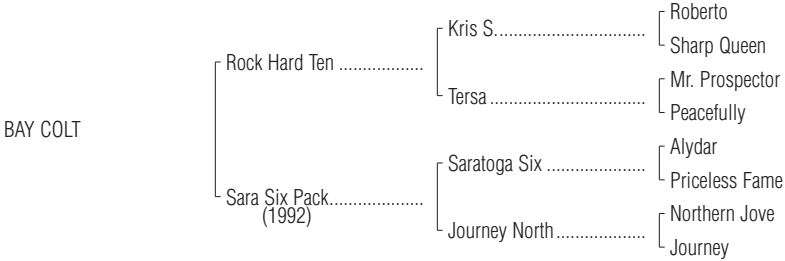 Roberto
Kris S. ................................
Sharp Queen
Rock Hard Ten ..................
Mr. Prospector
Tersa .................................
Peacefully
BAY COLT
Alydar
Saratoga Six .....................
Priceless Fame
Sara Six Pack....................
(1992)
Northern Jove
Journey North...................
Journey